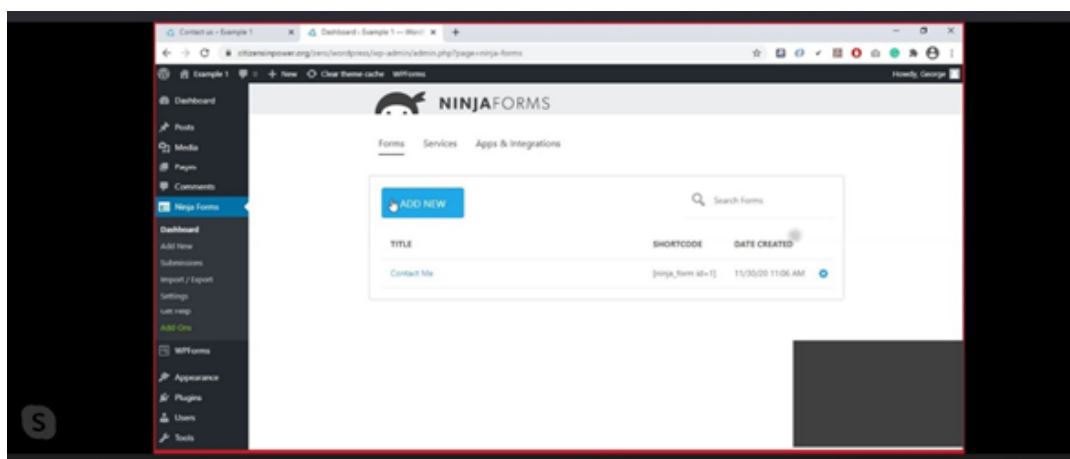 Contact us – Example 1
Dashboard ‹ Example 1 — Word
citizensinpower.org/zero/wordpress/wp-admin/admin.php?page=ninja-forms
Example 1 + New Clear theme cache WPForms Howdy, George
Dashboard
Posts
Media
Pages
Comments
Ninja Forms
Dashboard
Add New
Submissions
Import / Export
Settings
Get Help
Add-Ons
WPForms
Appearance
Plugins
Users
Tools
NINJAFORMS
Forms Services Apps & Integrations
ADD NEW Search Forms
TITLE SHORTCODE DATE CREATED
Contact Me [ninja_form id=1] 11/30/20 11:06 AM
S